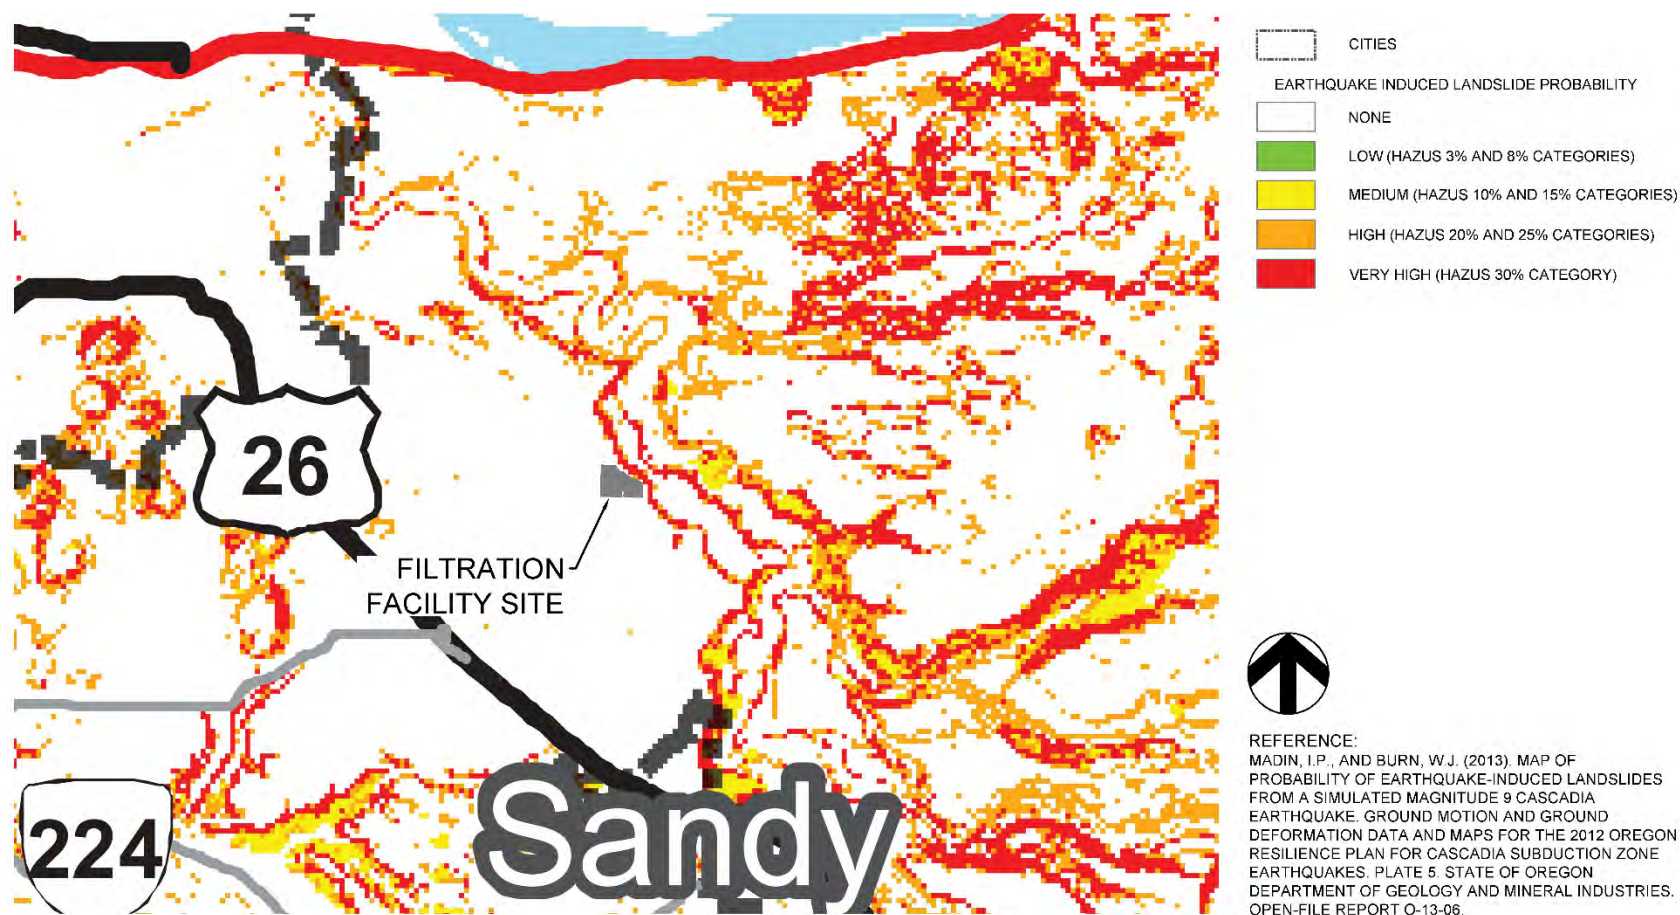 CITIES
EARTHQUAKE INDUCED LANDSLIDE PROBABILITY
NONE
LOW (HAZUS 3% AND 8% CATEGORIES)
MEDIUM (HAZUS 10% AND 15% CATEGORIES)
HIGH (HAZUS 20% AND 25% CATEGORIES)
VERY HIGH (HAZUS 30% CATEGORY)
26
FILTRATION
FACILITY SITE
224
Sandy
REFERENCE:
MADIN, I.P., AND BURN, W.J. (2013). MAP OF
PROBABILITY OF EARTHQUAKE-INDUCED LANDSLIDES
FROM A SIMULATED MAGNITUDE 9 CASCADIA
EARTHQUAKE. GROUND MOTION AND GROUND
DEFORMATION DATA AND MAPS FOR THE 2012 OREGON
RESILIENCE PLAN FOR CASCADIA SUBDUCTION ZONE
EARTHQUAKES. PLATE 5. STATE OF OREGON
DEPARTMENT OF GEOLOGY AND MINERAL INDUSTRIES.
OPEN-FILE REPORT O-13-06.